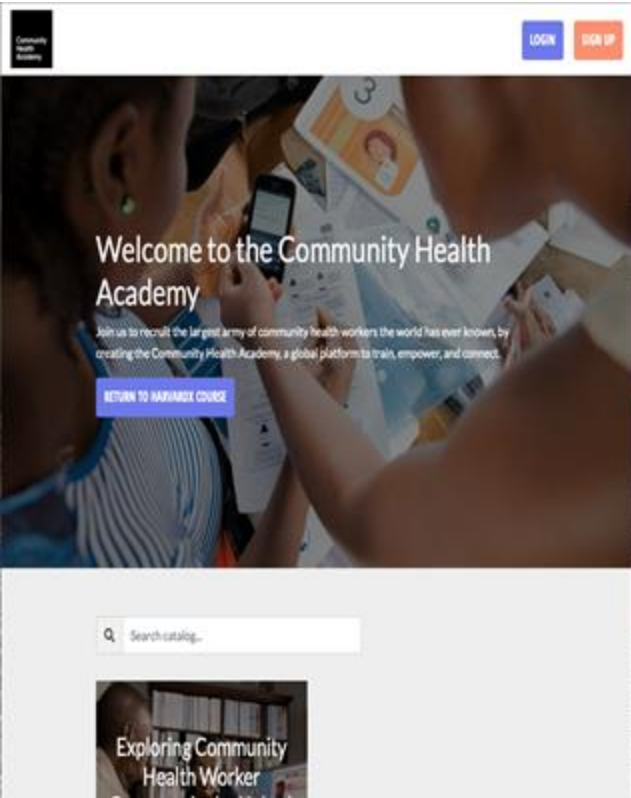 Community
Health
Academy
LOGIN
SIGN UP
3
Welcome to the Community Health
Academy
Join us to recruit the largest army of community health workers the world has ever known, by
creating the Community Health Academy, a global platform to train, empower, and connect.
RETURN TO HARVARDX COURSE
Search catalog...
Exploring Community
Health Worker